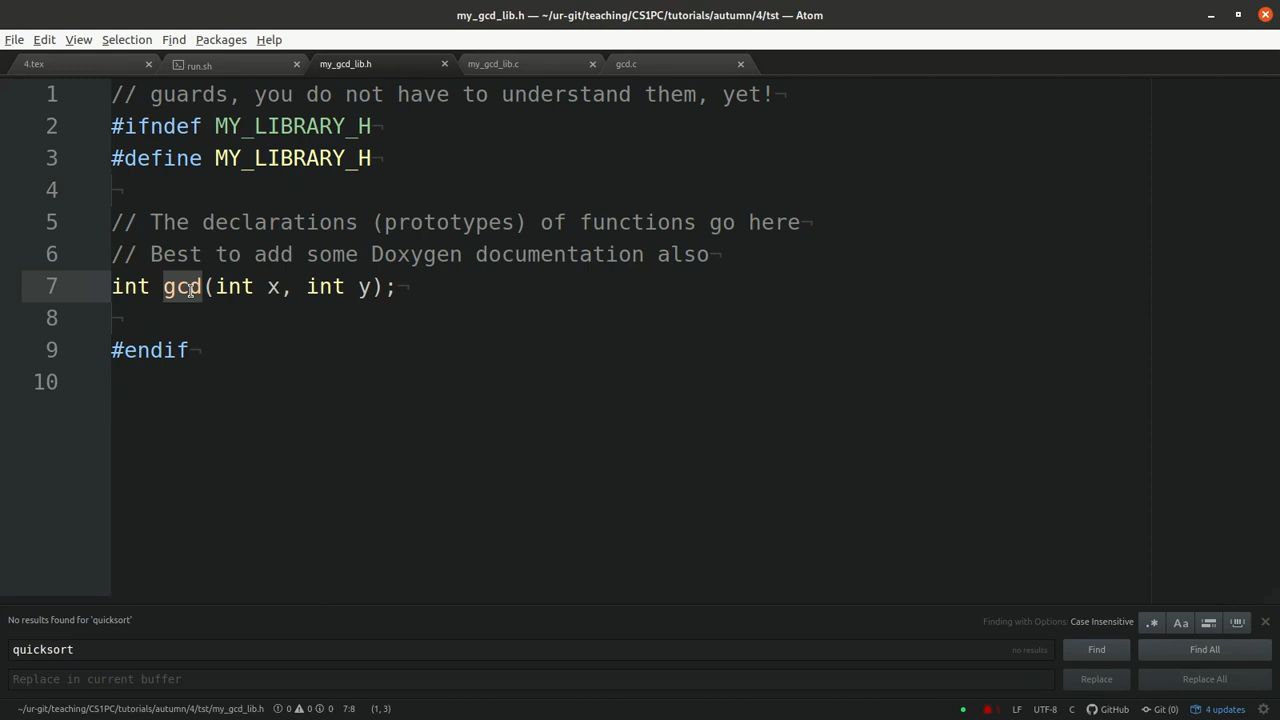 my_gcd_lib.h — ~/ur-git/teaching/CS1PC/tutorials/autumn/4/tst — Atom
File Edit View Selection Find Packages Help
4.tex run.sh my_gcd_lib.h my_gcd_lib.c gcd.c
1 // guards, you do not have to understand them, yet!¬
2 #ifndef MY_LIBRARY_H¬
3 #define MY_LIBRARY_H¬
4 ¬
5 // The declarations (prototypes) of functions go here¬
6 // Best to add some Doxygen documentation also¬
7 int gcd(int x, int y);¬
8 ¬
9 #endif¬
10
No results found for 'quicksort' Finding with Options: Case Insensitive .* Aa
quicksort no results Find Find All
Replace in current buffer Replace Replace All
~/ur-git/teaching/CS1PC/tutorials/autumn/4/tst/my_gcd_lib.h 0 0 0 7:8 (1, 3) 1 LF UTF-8 C GitHub Git (0) 4 updates